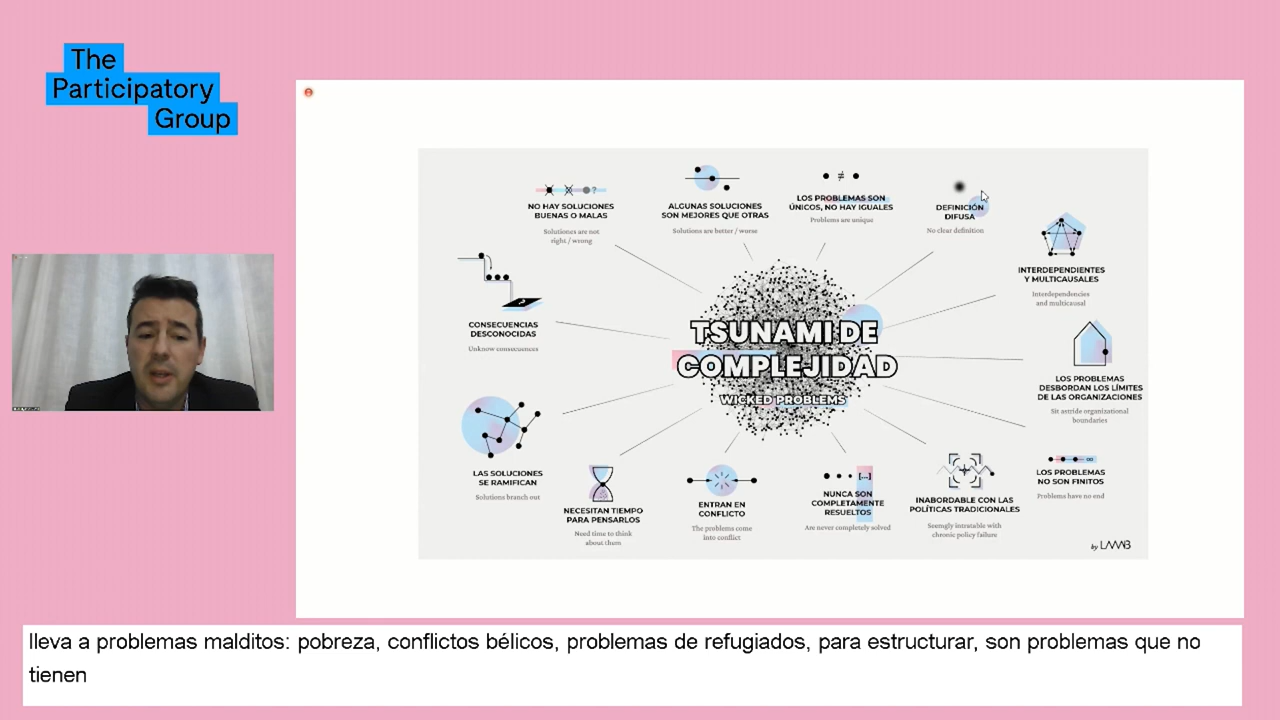 The
Participatory
Group
NO HAY SOLUCIONES
BUENAS O MALAS
Solutiones are not
right / wrong
ALGUNAS SOLUCIONES
SON MEJORES QUE OTRAS
Solutions are better / worse
LOS PROBLEMAS SON
ÚNICOS, NO HAY IGUALES
Problems are unique
DEFINICIÓN
DIFUSA
No clear definition
INTERDEPENDIENTES
Y MULTICAUSALES
Interdependencies
and multicausal
CONSECUENCIAS
DESCONOCIDAS
Unknow consecuences
TSUNAMI DE
COMPLEJIDAD
WICKED PROBLEMS
LOS PROBLEMAS
DESBORDAN LOS LÍMITES
DE LAS ORGANIZACIONES
Sit astride organizational
boundaries
LAS SOLUCIONES
SE RAMIFICAN
Solutions branch out
NECESITAN TIEMPO
PARA PENSARLOS
Need time to think
about them
ENTRAN EN
CONFLICTO
The problems come
into conflict
[...]
NUNCA SON
COMPLETAMENTE
RESUELTOS
Are never completely solved
INABORDABLE CON LAS
POLÍTICAS TRADICIONALES
Seemgly intratable with
chronic policy failure
LOS PROBLEMAS
NO SON FINITOS
Problema have no end
by LAAAB
lleva a problemas malditos: pobreza, conflictos bélicos, problemas de refugiados, para estructurar, son problemas que no
tienen